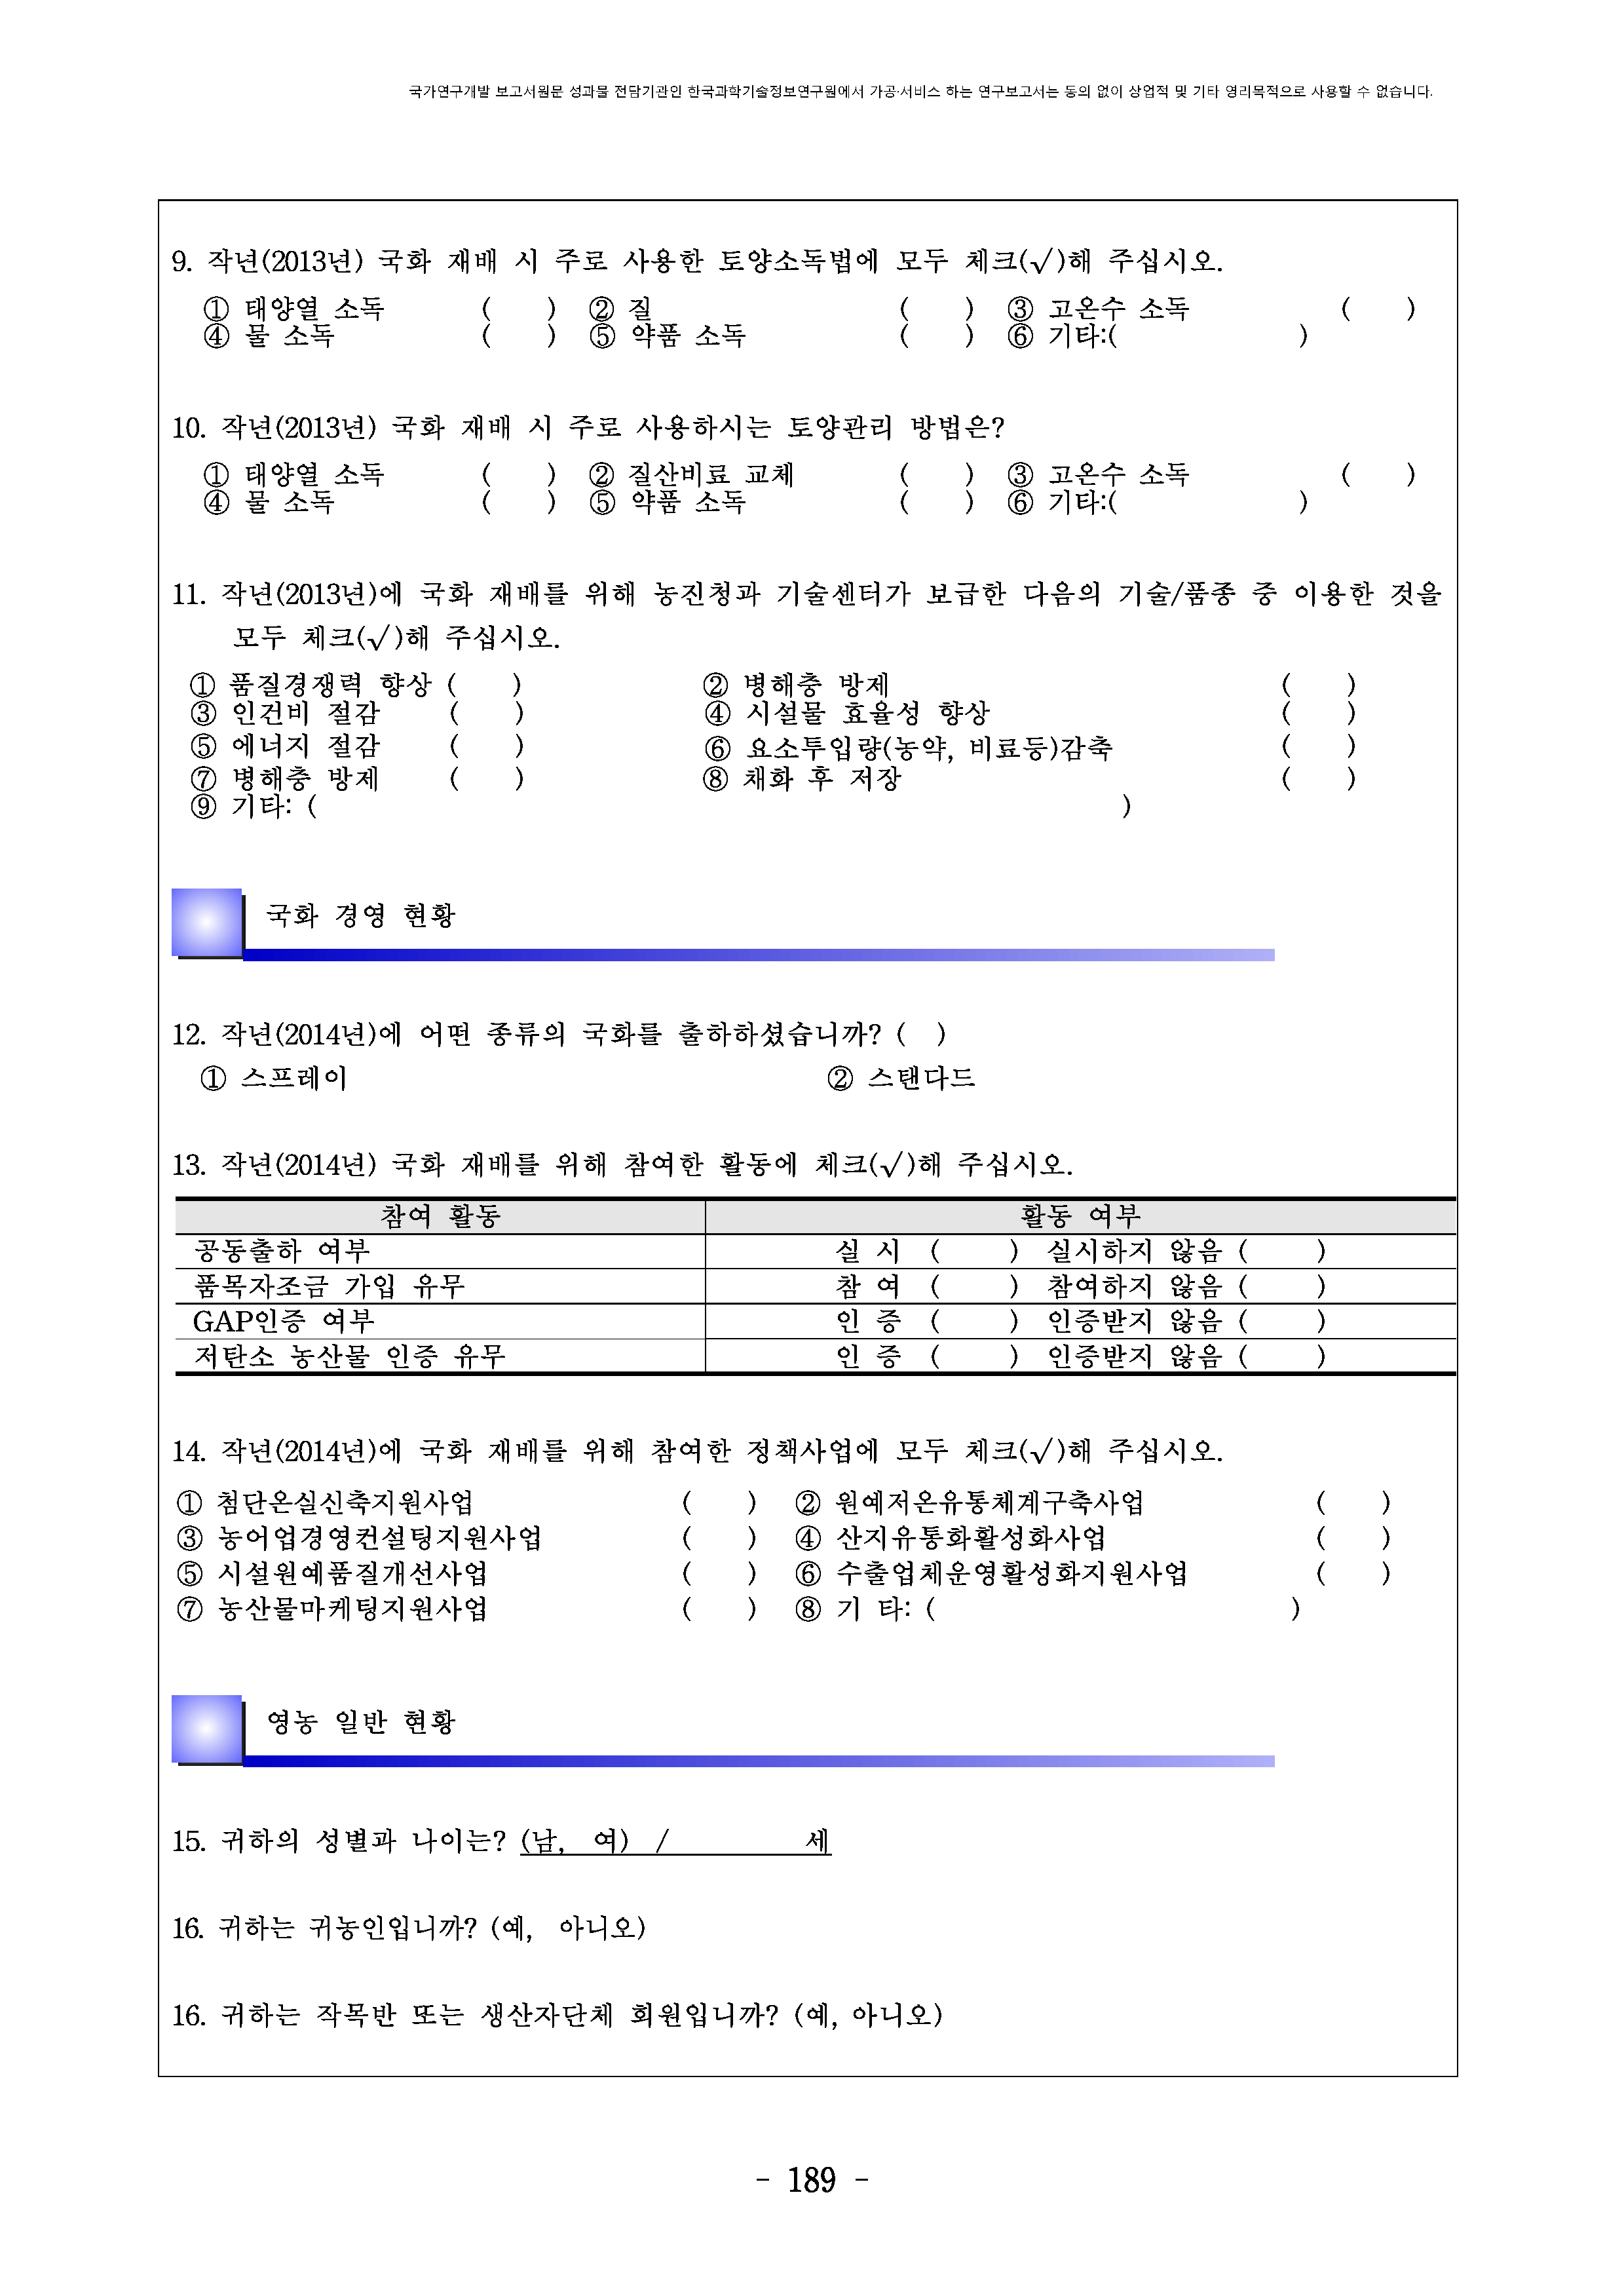 국가연구개발 보고서원문 성과물 전담기관인 한국과학기술정보연구원에서 가공·서비스 하는 연구보고서는 동의 없이 상업적 및 기타 영리목적으로 사용할 수 없습니다.
9. 작년(2013년) 국화 재배 시 주로 사용한 토양소독법에 모두 체크(√)해 주십시오.
① 태양열 소독 ( ) ② 질 ( ) ③ 고온수 소독 ( )
④ 물 소독 ( ) ⑤ 약품 소독 ( ) ⑥ 기타:( )
10. 작년(2013년) 국화 재배 시 주로 사용하시는 토양관리 방법은?
① 태양열 소독 ( ) ② 질산비료 교체 ( ) ③ 고온수 소독 ( )
④ 물 소독 ( ) ⑤ 약품 소독 ( ) ⑥ 기타:( )
11. 작년(2013년)에 국화 재배를 위해 농진청과 기술센터가 보급한 다음의 기술/품종 중 이용한 것을
모두 체크(√)해 주십시오.
① 품질경쟁력 향상 ( ) ② 병해충 방제 ( )
③ 인건비 절감 ( ) ④ 시설물 효율성 향상 ( )
⑤ 에너지 절감 ( ) ⑥ 요소투입량(농약, 비료등)감축 ( )
⑦ 병해충 방제 ( ) ⑧ 채화 후 저장 ( )
⑨ 기타: ( )
국화 경영 현황
12. 작년(2014년)에 어떤 종류의 국화를 출하하셨습니까? ( )
① 스프레이 ② 스탠다드
13. 작년(2014년) 국화 재배를 위해 참여한 활동에 체크(√)해 주십시오.
참여 활동 활동 여부
공동출하 여부 실 시 ( ) 실시하지 않음 ( )
품목자조금 가입 유무 참 여 ( ) 참여하지 않음 ( )
GAP인증 여부 인 증 ( ) 인증받지 않음 ( )
저탄소 농산물 인증 유무 인 증 ( ) 인증받지 않음 ( )
14. 작년(2014년)에 국화 재배를 위해 참여한 정책사업에 모두 체크(√)해 주십시오.
① 첨단온실신축지원사업 ( ) ② 원예저온유통체계구축사업 ( )
③ 농어업경영컨설팅지원사업 ( ) ④ 산지유통화활성화사업 ( )
⑤ 시설원예품질개선사업 ( ) ⑥ 수출업체운영활성화지원사업 ( )
⑦ 농산물마케팅지원사업 ( ) ⑧ 기 타: ( )
영농 일반 현황
15. 귀하의 성별과 나이는? (남, 여) / 세
16. 귀하는 귀농인입니까? (예, 아니오)
16. 귀하는 작목반 또는 생산자단체 회원입니까? (예, 아니오)
- 189 -